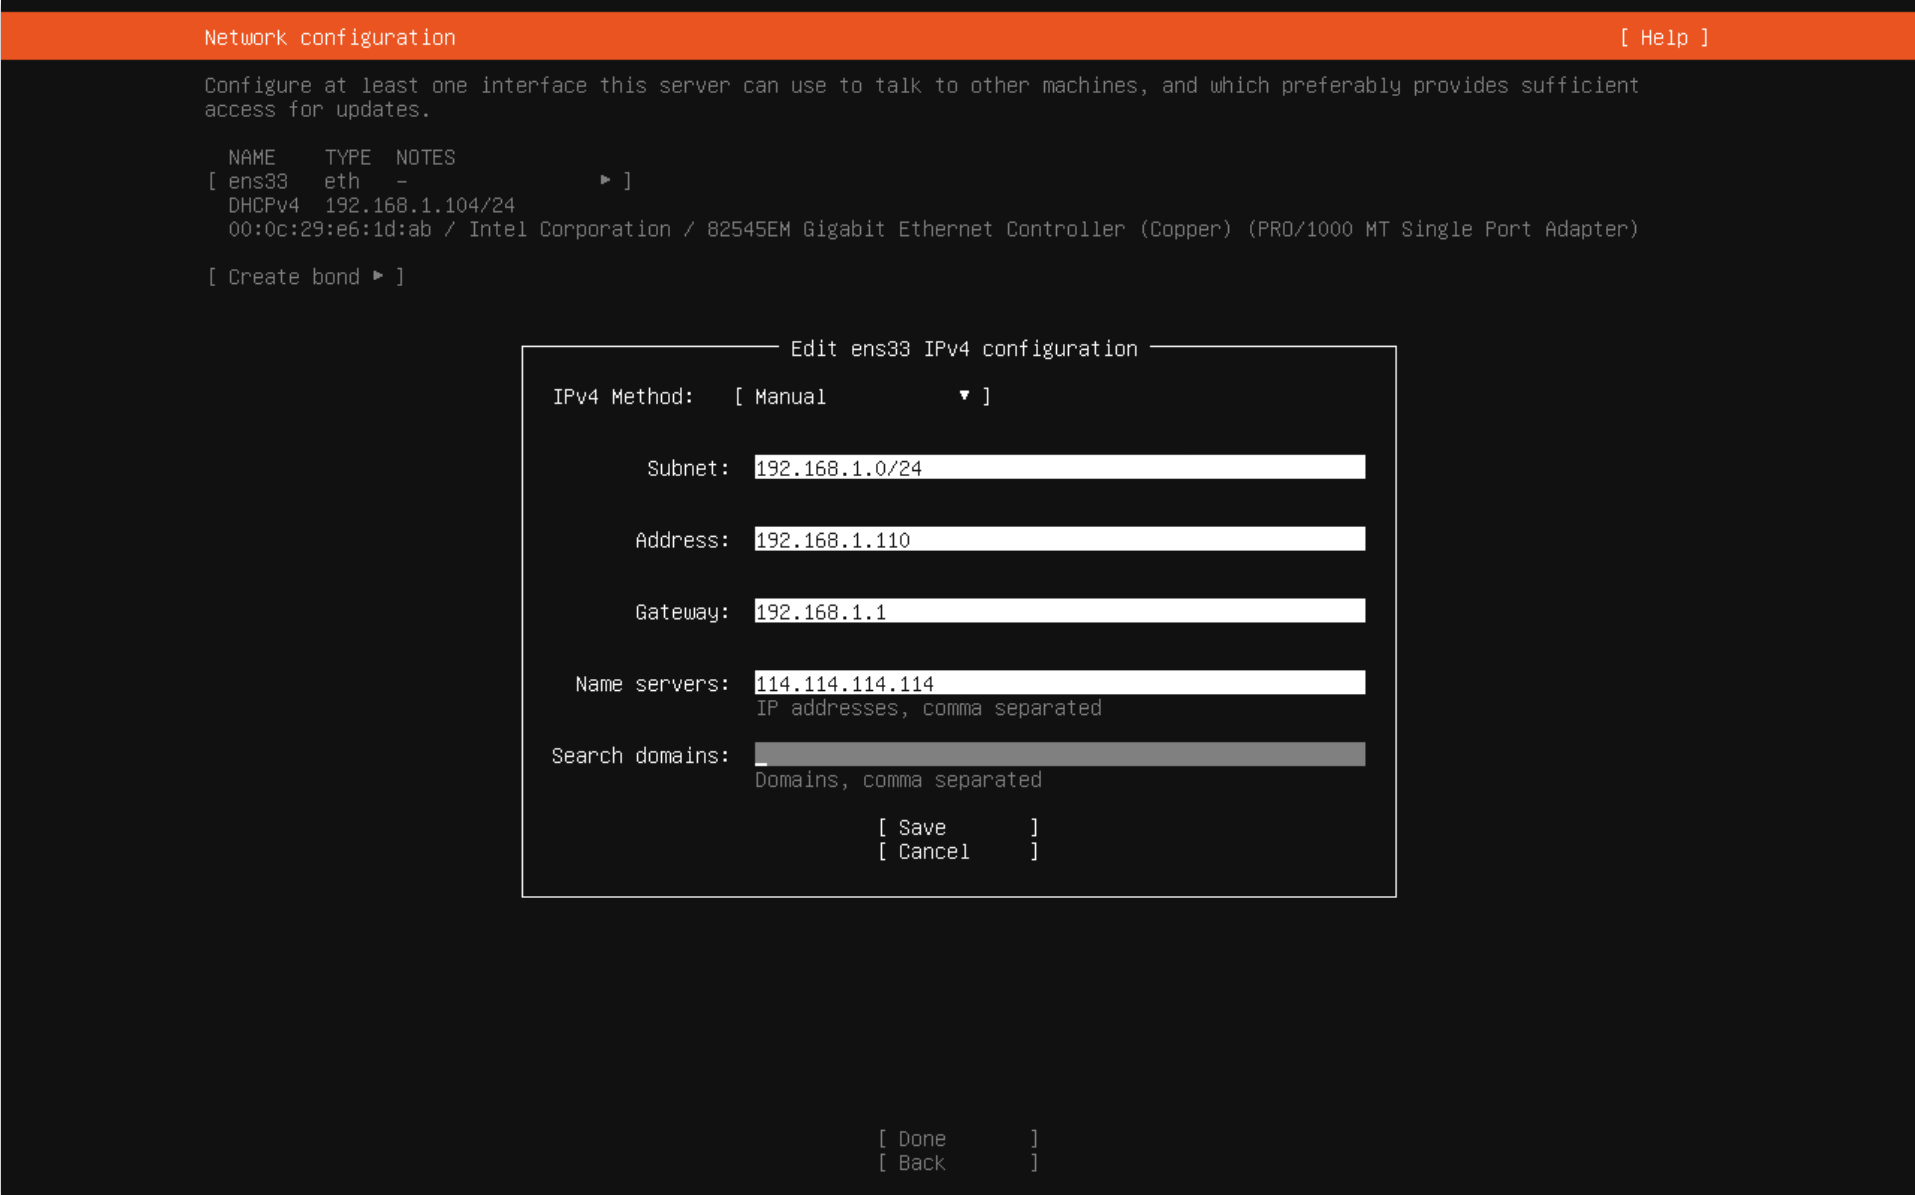 Network configuration [ Help ]
Configure at least one interface this server can use to talk to other machines, and which preferably provides sufficient
access for updates.
NAME TYPE NOTES
[ ens33 eth – ▸ ]
DHCPv4 192.168.1.104/24
00:0c:29:e6:1d:ab / Intel Corporation / 82545EM Gigabit Ethernet Controller (Copper) (PRO/1000 MT Single Port Adapter)
[ Create bond ▸ ]
Edit ens33 IPv4 configuration
IPv4 Method: [ Manual ▾ ]
Subnet: 192.168.1.0/24
Address: 192.168.1.110
Gateway: 192.168.1.1
Name servers: 114.114.114.114
IP addresses, comma separated
Search domains:
Domains, comma separated
[ Save ]
[ Cancel ]
[ Done ]
[ Back ]